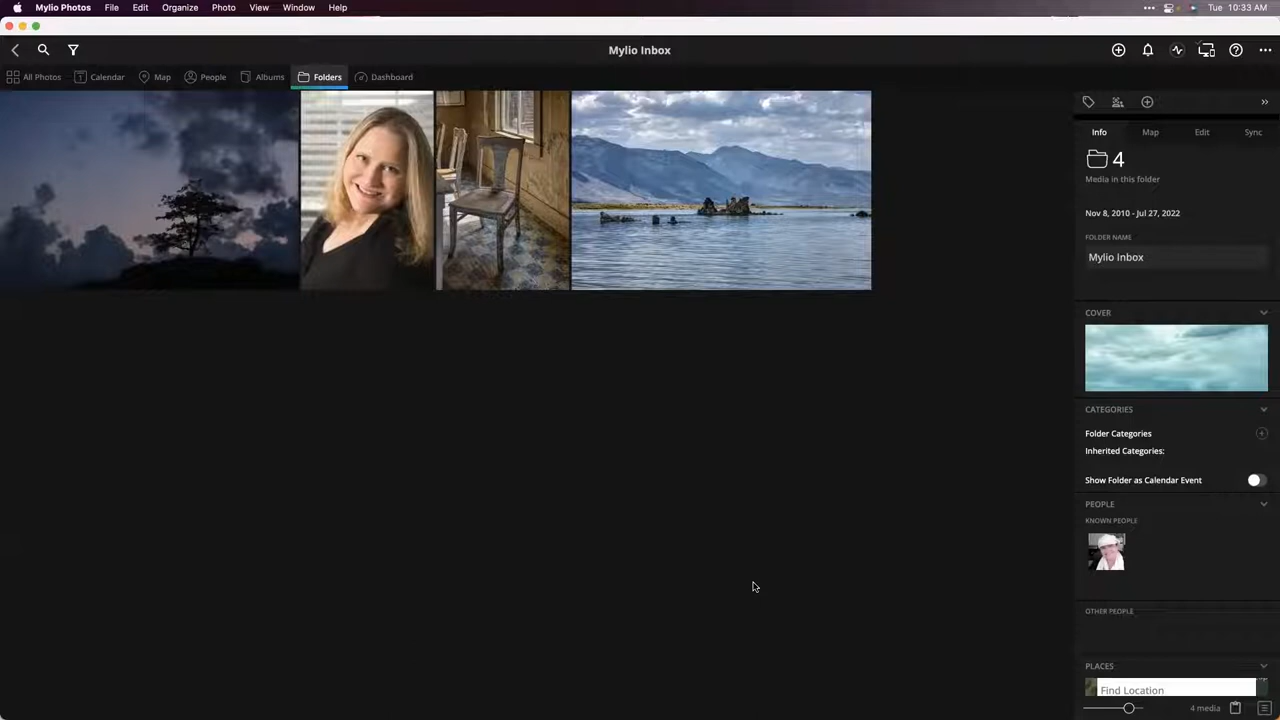 Mylio Photos File Edit Organize Photo View Window Help Tue 10:33 AM
Mylio Inbox
All Photos Calendar Map People Albums Folders Dashboard
Info Map Edit Sync
4
Media in this folder
Nov 8, 2010 - Jul 27, 2022
FOLDER NAME
Mylio Inbox
COVER
CATEGORIES
Folder Categories
Inherited Categories:
Show Folder as Calendar Event
PEOPLE
KNOWN PEOPLE
OTHER PEOPLE
PLACES
Find Location
4 media